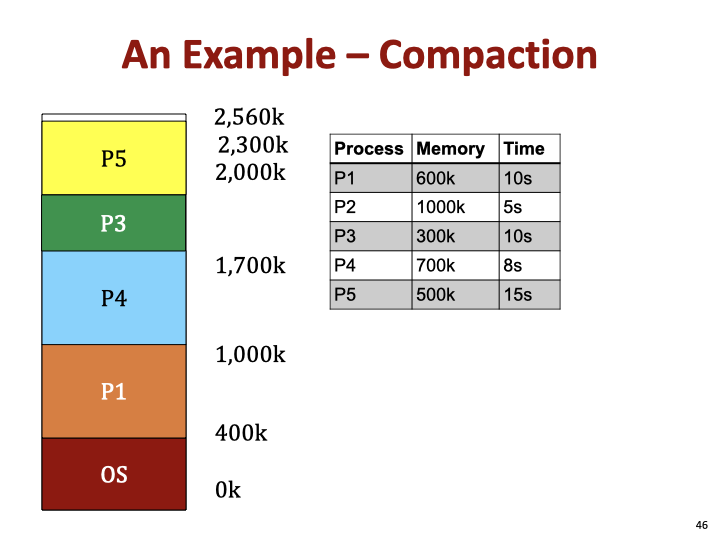 An Example – Compaction
P5
P3
P4
P1
OS
2,560k
2,300k
2,000k
1,700k
1,000k
400k
0k
Process Memory Time
P1 600k 10s
P2 1000k 5s
P3 300k 10s
P4 700k 8s
P5 500k 15s
46